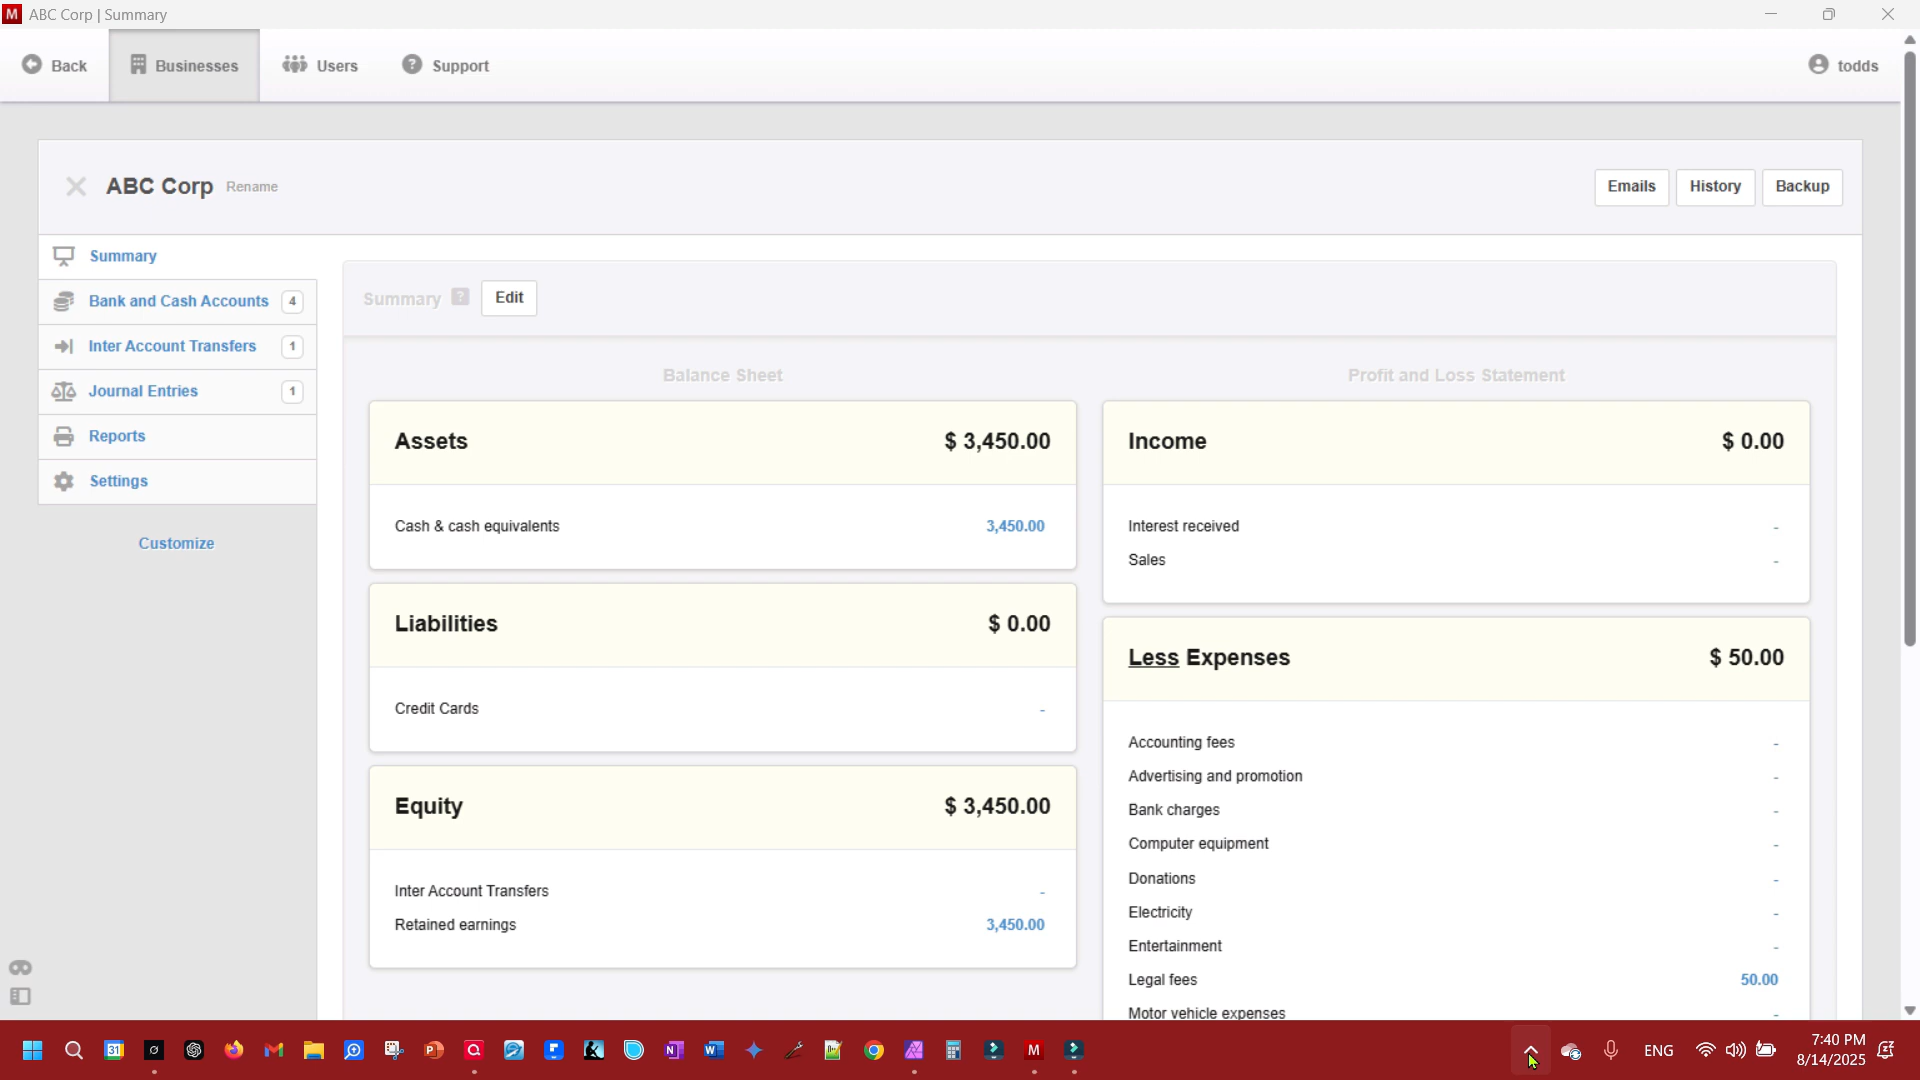 M ABC Corp | Summary
Back Businesses Users Support todds
ABC Corp Rename Emails History Backup
Summary
Bank and Cash Accounts 4
Inter Account Transfers 1
Journal Entries 1
Reports
Settings
Customize
Summary ? Edit
Balance Sheet
Assets $ 3,450.00
Cash & cash equivalents 3,450.00
Liabilities $ 0.00
Credit Cards -
Equity $ 3,450.00
Inter Account Transfers -
Retained earnings 3,450.00
Profit and Loss Statement
Income $ 0.00
Interest received -
Sales -
Less Expenses $ 50.00
Accounting fees -
Advertising and promotion -
Bank charges -
Computer equipment -
Donations -
Electricity -
Entertainment -
Legal fees 50.00
Motor vehicle expenses -
31
ENG
7:40 PM
8/14/2025